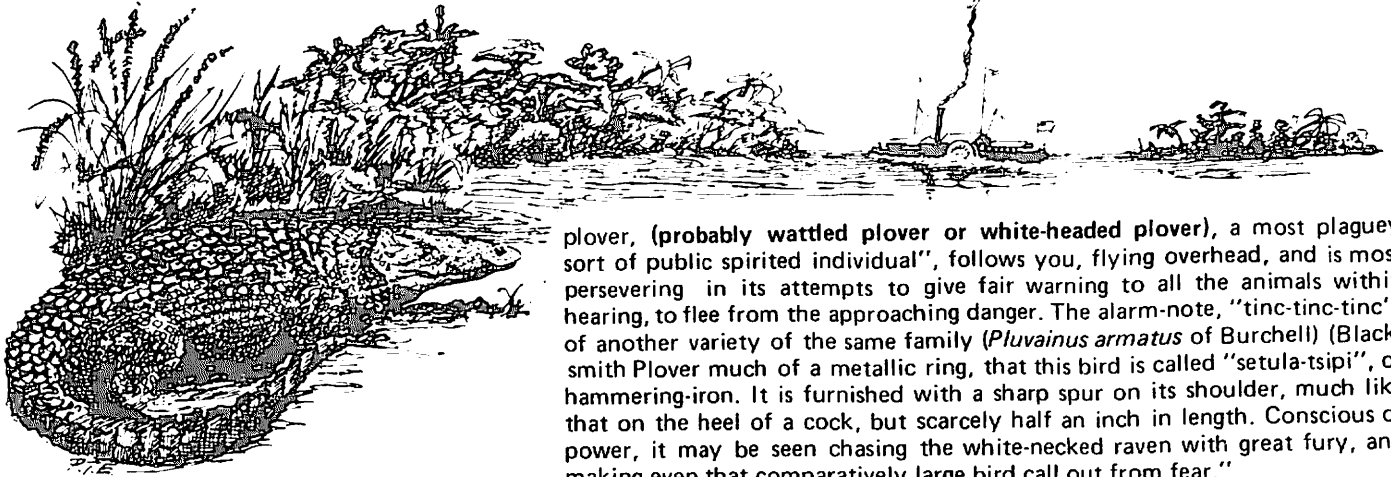 plover, (probably wattled plover or white-headed plover), a most plaguey
sort of public spirited individual", follows you, flying overhead, and is mos
persevering in its attempts to give fair warning to all the animals withi
hearing, to flee from the approaching danger. The alarm-note, "tinc-tinc-tinc"
of another variety of the same family (Pluvainus armatus of Burchell) (Black
smith Plover much of a metallic ring, that this bird is called "setula-tsipi", o
hammering-iron. It is furnished with a sharp spur on its shoulder, much lik
that on the heel of a cock, but scarcely half an inch in length. Conscious o
power, it may be seen chasing the white-necked raven with great fury, an
making even that comparatively large bird call out from fear."